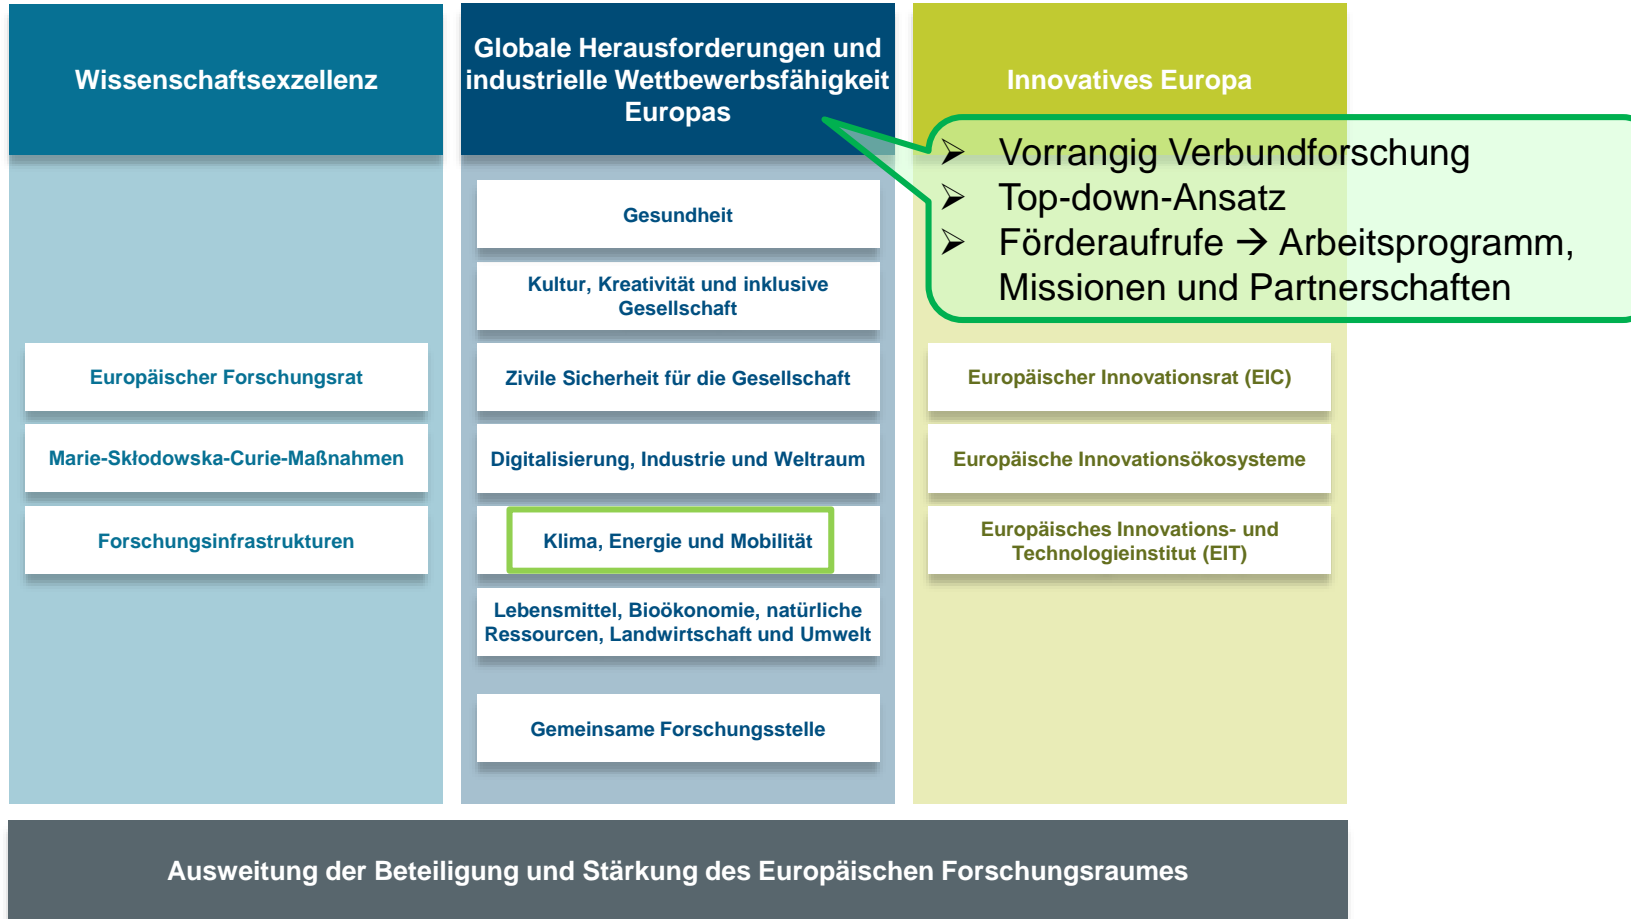 Wissenschaftsexzellenz
Europäischer Forschungsrat
Marie-Skłodowska-Curie-Maßnahmen
Forschungsinfrastrukturen
Globale Herausforderungen und
industrielle Wettbewerbsfähigkeit
Europas
Gesundheit
Kultur, Kreativität und inklusive
Gesellschaft
Zivile Sicherheit für die Gesellschaft
Digitalisierung, Industrie und Weltraum
Klima, Energie und Mobilität
Lebensmittel, Bioökonomie, natürliche
Ressourcen, Landwirtschaft und Umwelt
Gemeinsame Forschungsstelle
Innovatives Europa
➢ Vorrangig Verbundforschung
➢ Top-down-Ansatz
➢ Förderaufrufe → Arbeitsprogramm,
Missionen und Partnerschaften
Europäischer Innovationsrat (EIC)
Europäische Innovationsökosysteme
Europäisches Innovations- und
Technologieinstitut (EIT)
Ausweitung der Beteiligung und Stärkung des Europäischen Forschungsraumes